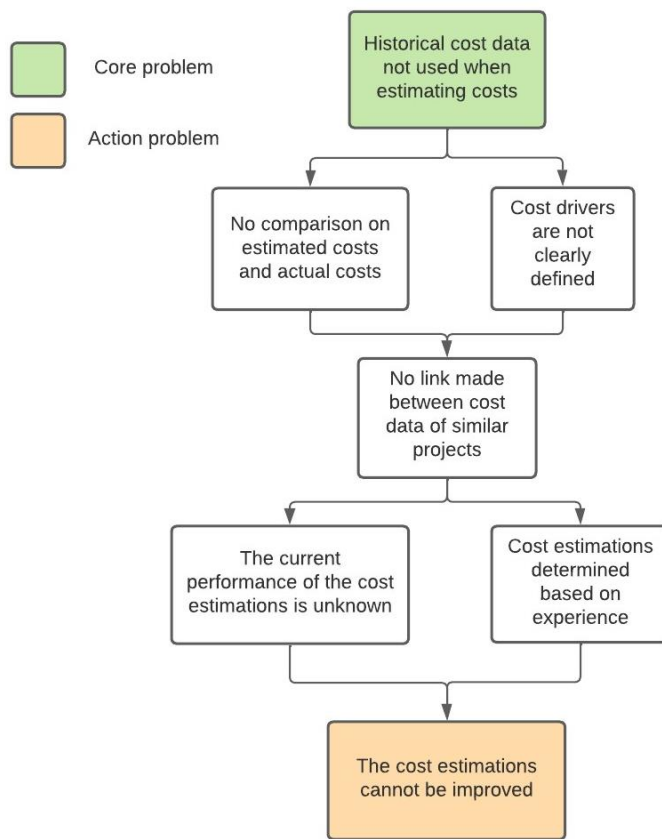 Core problem
Action problem
Historical cost data
not used when
estimating costs
No comparison on
estimated costs
and actual costs
Cost drivers
are not
clearly
defined
No link made
between cost
data of similar
projects
The current
performance of the cost
estimations is unknown
Cost estimations
determined
based on
experience
The cost estimations
cannot be improved